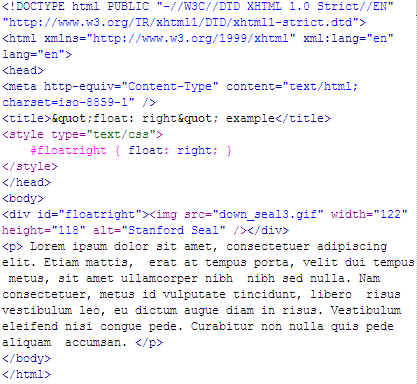 <!DOCTYPE html PUBLIC "-//W3C//DTD XHTML 1.0 Strict//EN"
"http://www.w3.org/TR/xhtml1/DTD/xhtml1-strict.dtd">
<html xmlns="http://www.w3.org/1999/xhtml" xml:lang="en"
lang="en">
<head>
<meta http-equiv="Content-Type" content="text/html;
charset=iso-8859-1" />
<title>&quot;float: right&quot; example</title>
<style type="text/css">
    #floatright { float: right; }
</style>
</head>
<body>
<div id="floatright"><img src="down_seal3.gif" width="122"
height="118" alt="Stanford Seal" /></div>
<p> Lorem ipsum dolor sit amet, consectetuer adipiscing
elit. Etiam mattis,  erat at tempus porta, velit dui tempus
 metus, sit amet ullamcorper nibh  nibh sed nulla. Nam
consectetuer, metus id vulputate tincidunt, libero  risus
vestibulum leo, eu dictum augue diam in risus. Vestibulum
eleifend nisi congue pede. Curabitur non nulla quis pede
aliquam  accumsan. </p>
</body>
</html>